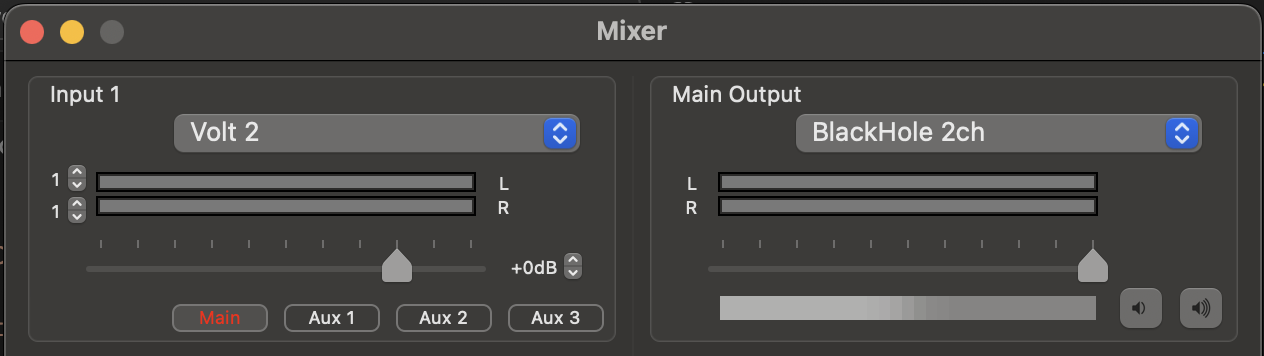 Mixer
Input 1
Volt 2
1 L
1 R
+0dB
Main Aux 1 Aux 2 Aux 3
Main Output
BlackHole 2ch
L
R